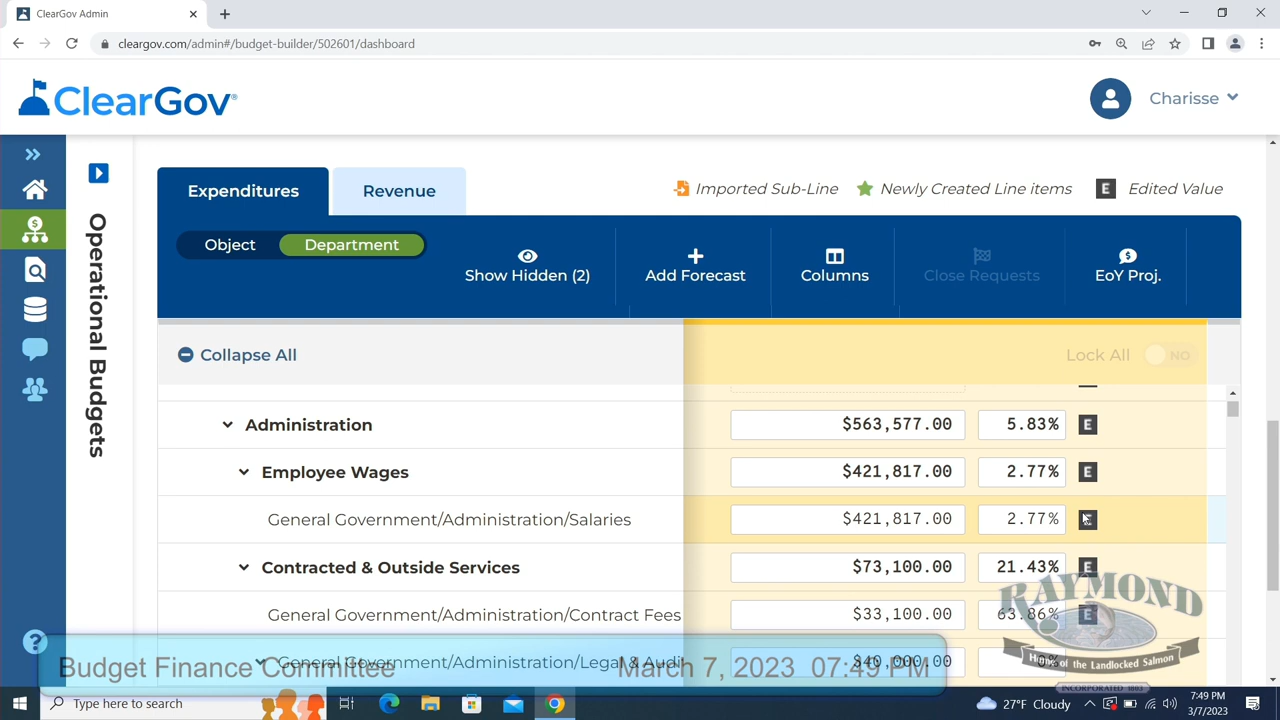 ClearGov Admin
cleargov.com/admin#/budget-builder/502601/dashboard
ClearGov®
Charisse
Operational Budgets
Expenditures
Revenue
Imported Sub-Line
Newly Created Line items
E
Edited Value
Object
Department
Show Hidden (2)
Add Forecast
Columns
Close Requests
EoY Proj.
Collapse All
Lock All
NO
Administration
$563,577.00
5.83%
E
Employee Wages
$421,817.00
2.77%
E
General Government/Administration/Salaries
$421,817.00
2.77%
E
Contracted & Outside Services
$73,100.00
21.43%
E
General Government/Administration/Contract Fees
$33,100.00
63.86%
E
General Government/Administration/Legal & Audit
$40,000.00
0%
RAYMOND
Home of the Landlocked Salmon
INCORPORATED 1803
Budget Finance Committee
March 7, 2023 07:49 PM
Type here to search
27°F Cloudy
7:49 PM
3/7/2023